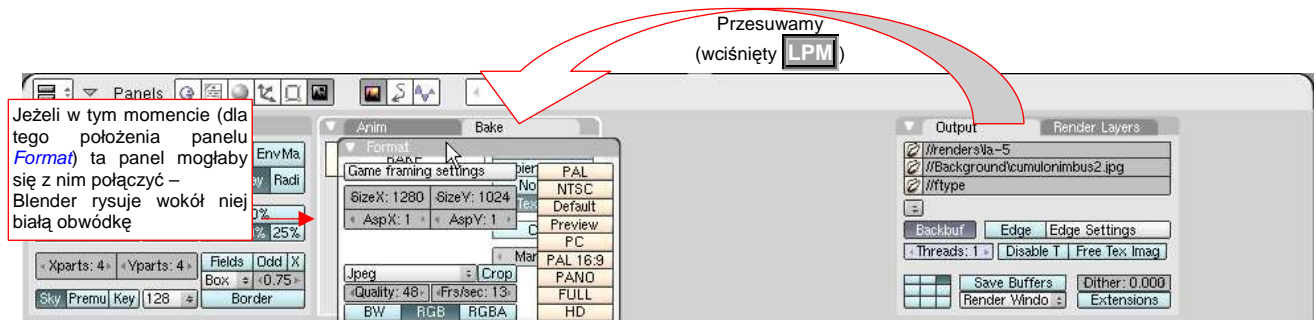 Przesuwamy
(wciśnięty LPM)
Panels
Jeżeli w tym momencie (dla
tego położenia panelu
Format) ta panel mogłaby
się z nim połączyć –
Blender rysuje wokół niej
białą obwódkę
EnvMa
Radi
25%
Xparts: 4
Yparts: 4
Fields
Odd
X
Box
0.75
Sky
Premu
Key
128
Border
Anim
Bake
Format
Game framing settings
SizeX: 1280
SizeY: 1024
AspX: 1
AspY: 1
Jpeg
Crop
Quality: 48
Frs/sec: 13
BW
RGB
RGBA
No
Tex
Mar
PAL
NTSC
Default
Preview
PC
PAL 16:9
PANO
FULL
HD
Output
Render Layers
//renders\la-5
//Background\cumulonimbus2.jpg
//ftype
Backbuf
Edge
Edge Settings
Threads: 1
Disable T
Free Tex Imag
Save Buffers
Dither: 0.000
Render Windo
Extensions